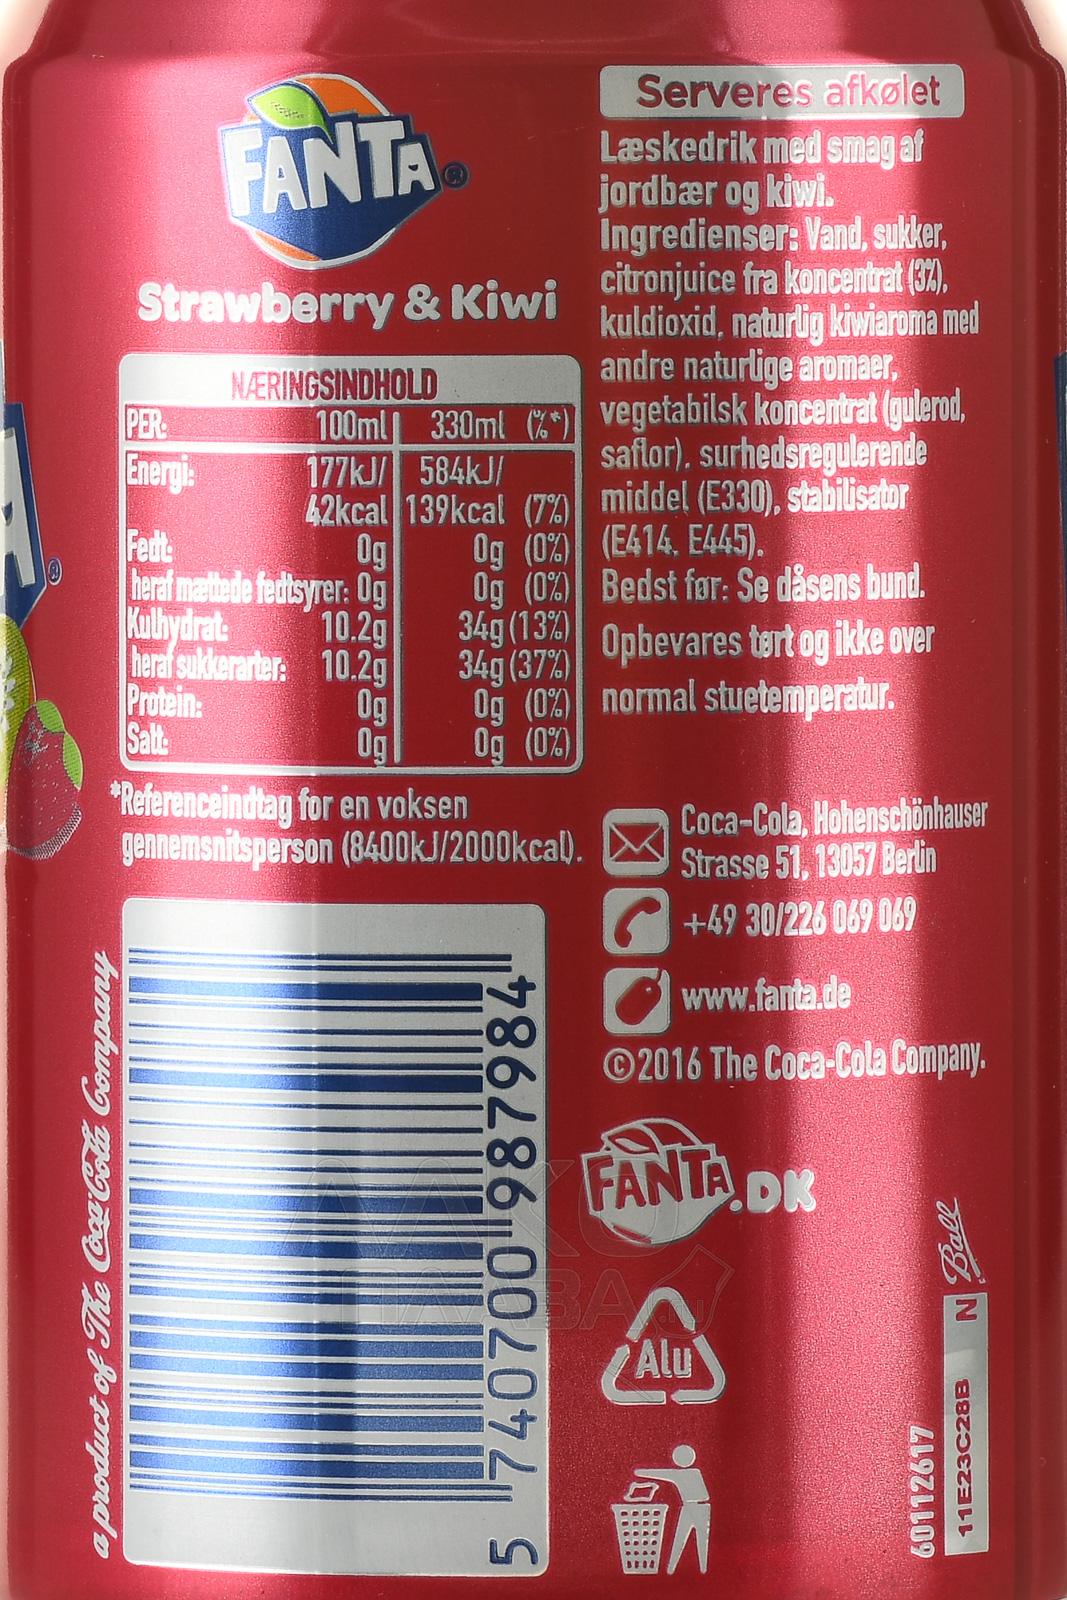 FANTA®
Strawberry & Kiwi
NÆRINGSINDHOLD
PER: 100ml 330ml (%*)
Energi: 177kJ/ 584kJ/
42kcal 139kcal (7%)
Fedt: 0g 0g (0%)
heraf mættede fedtsyrer: 0g 0g (0%)
Kulhydrat: 10.2g 34g (13%)
heraf sukkerarter: 10.2g 34g (37%)
Protein: 0g 0g (0%)
Salt: 0g 0g (0%)
*Referenceindtag for en voksen
gennemsnitsperson (8400kJ/2000kcal).
a product of The Coca-Cola Company
5 740700 987984
Serveres afkølet
Læskedrik med smag af
jordbær og kiwi.
Ingredienser: Vand, sukker,
citronjuice fra koncentrat (3%),
kuldioxid, naturlig kiwiaroma med
andre naturlige aromaer,
vegetabilsk koncentrat (gulerod,
saflor), surhedsregulerende
middel (E330), stabilisator
(E414, E445).
Bedst før: Se dåsens bund.
Opbevares tørt og ikke over
normal stuetemperatur.
Coca-Cola, Hohenschönhauser
Strasse 51, 13057 Berlin
+49 30/226 069 069
www.fanta.de
©2016 The Coca-Cola Company.
FANTA.DK
Alu
60112617
11E23C28B N
Ball
A®